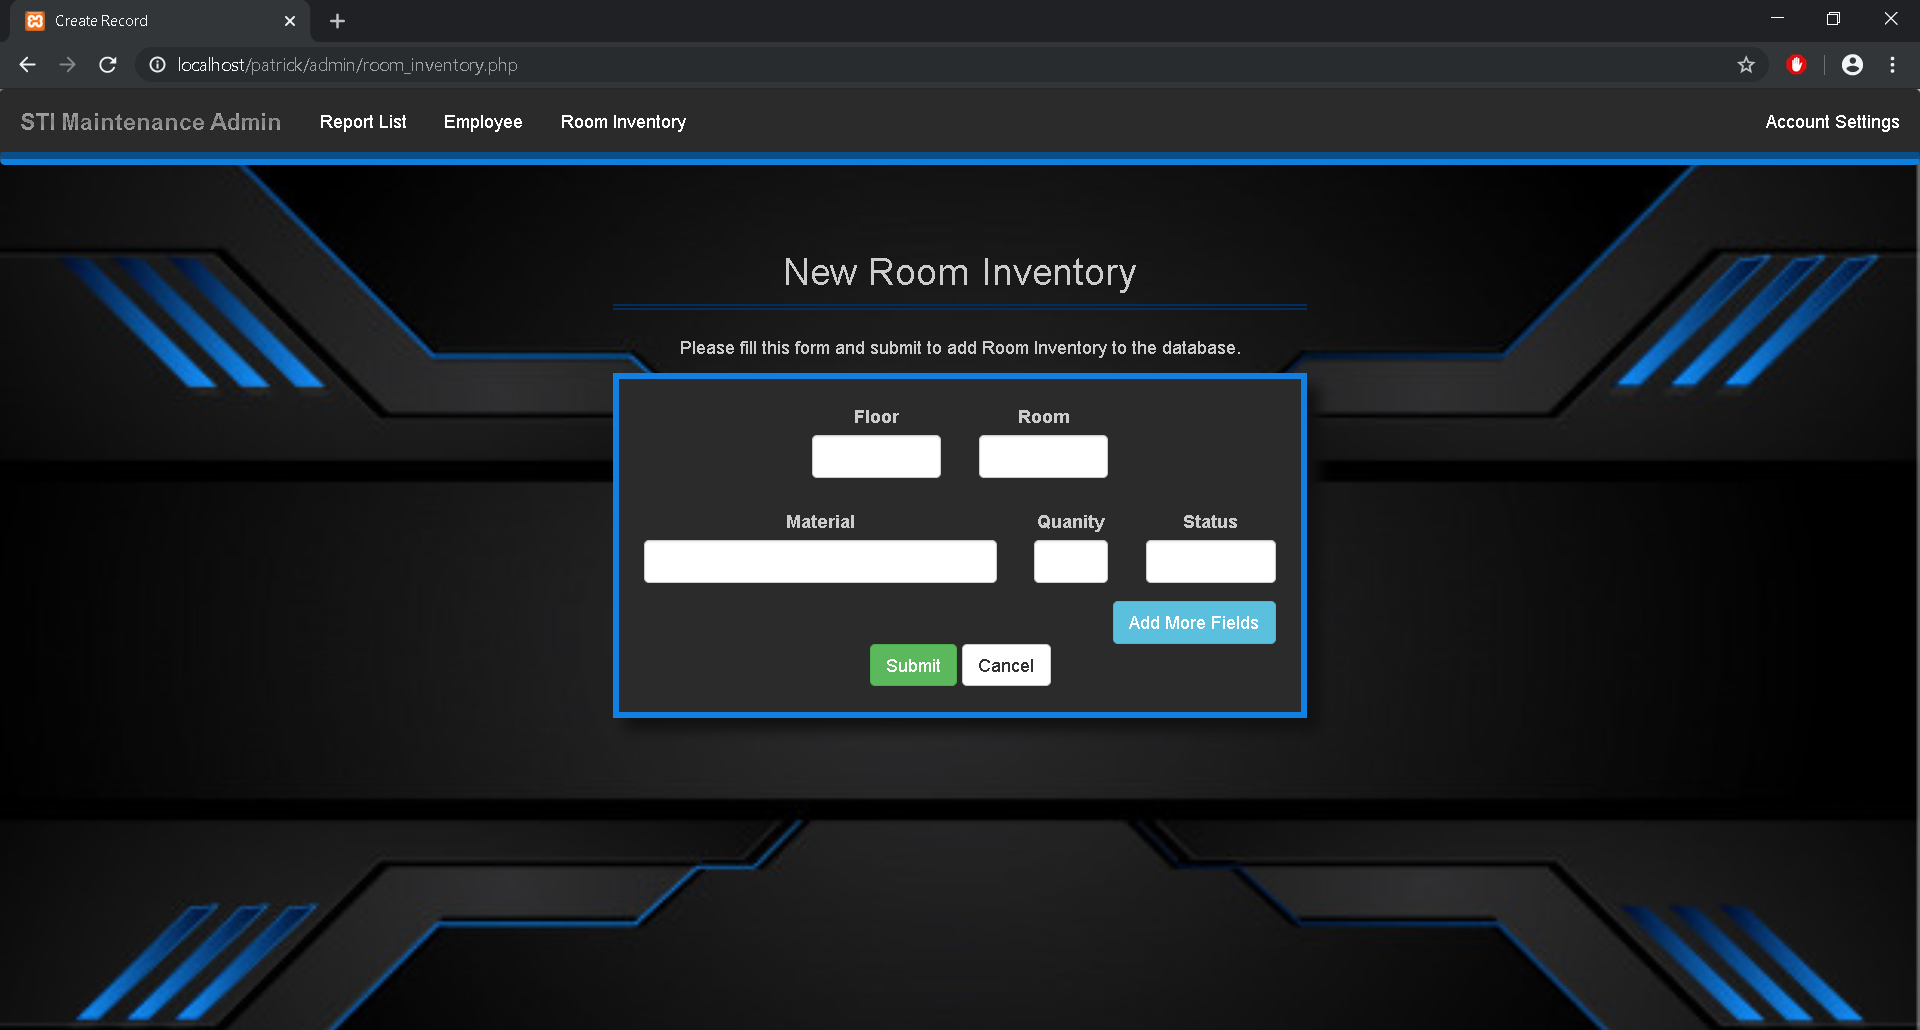 Create Record
localhost/patrick/admin/room_inventory.php
STI Maintenance Admin Report List Employee Room Inventory Account Settings
New Room Inventory
Please fill this form and submit to add Room Inventory to the database.
Floor Room
Material Quanity Status
Add More Fields
Submit Cancel